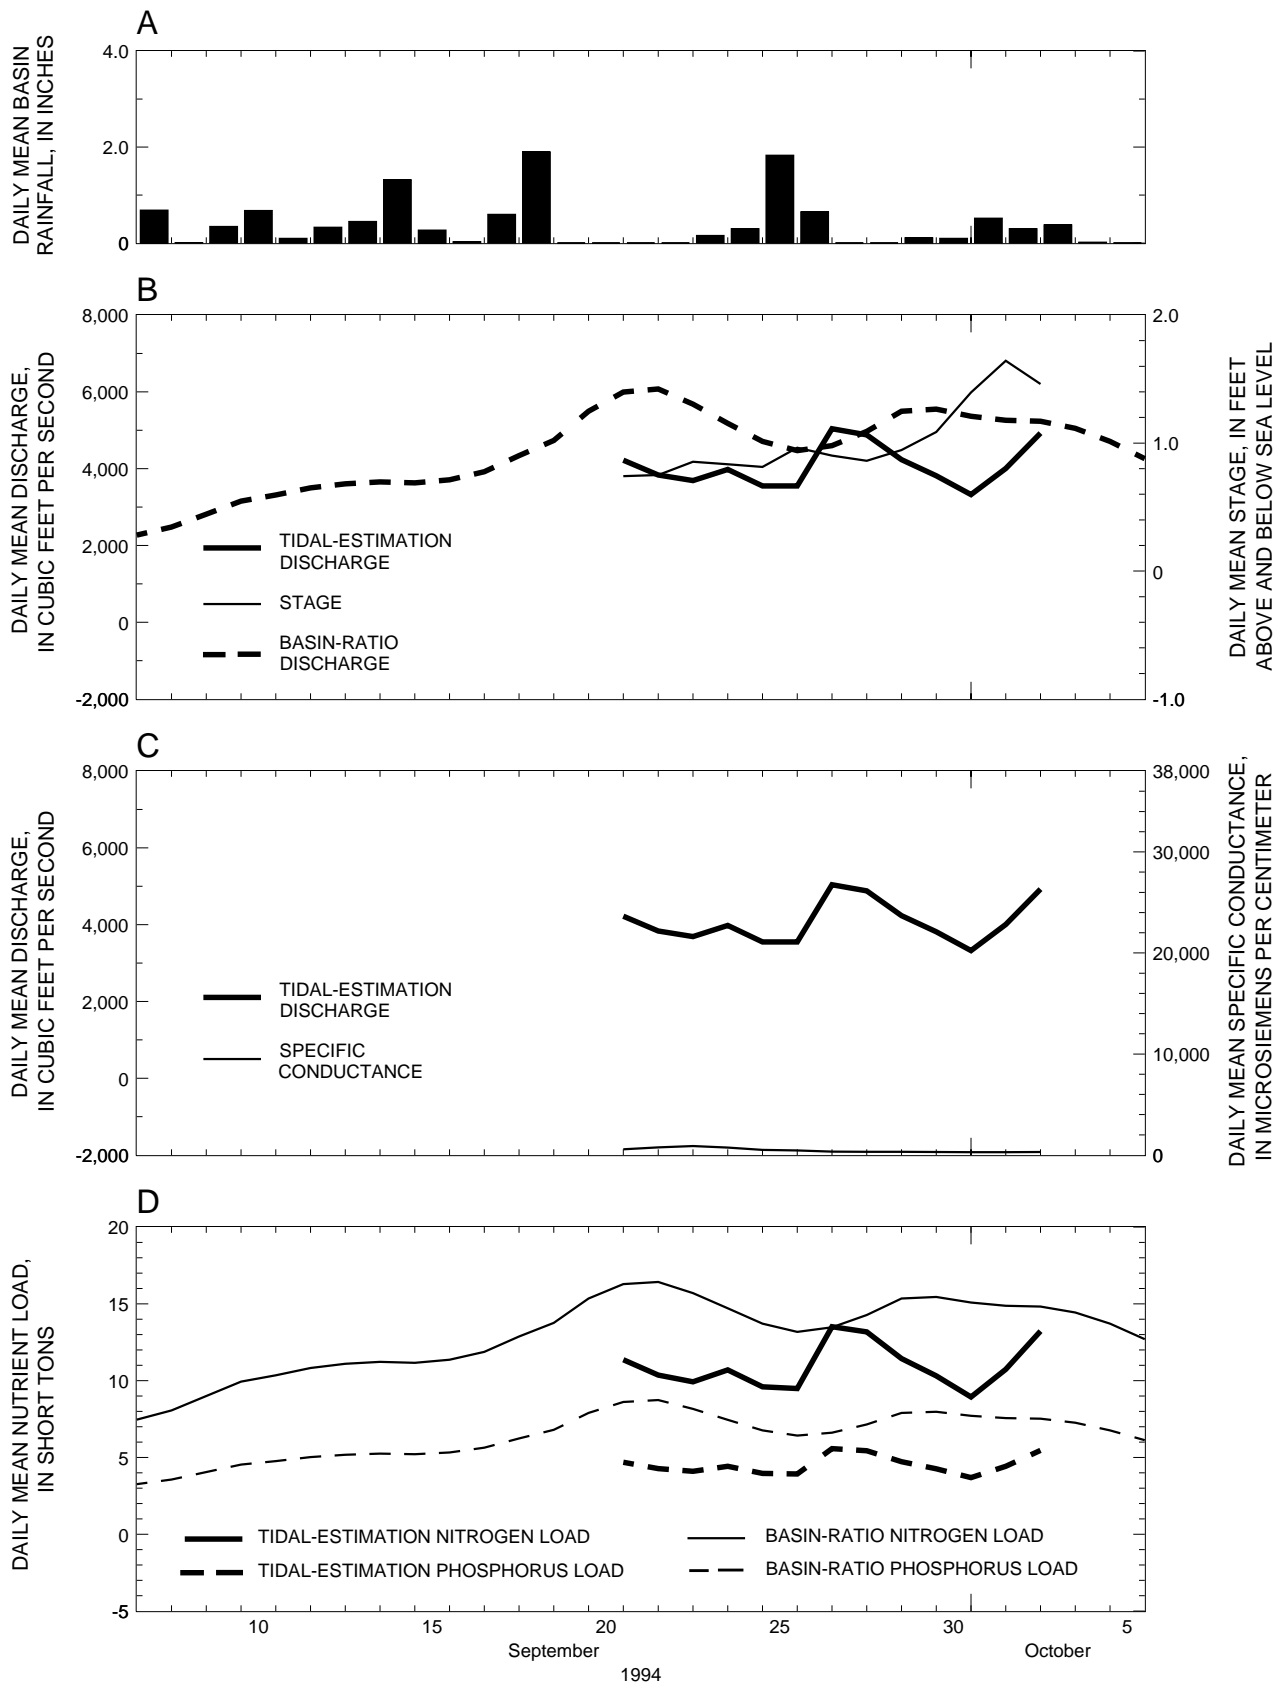 A
DAILY MEAN BASIN
RAINFALL, IN INCHES
4.0
2.0
0
B
DAILY MEAN DISCHARGE,
IN CUBIC FEET PER SECOND
8,000
6,000
4,000
2,000
0
-2,000
TIDAL-ESTIMATION
DISCHARGE
STAGE
BASIN-RATIO
DISCHARGE
2.0
1.0
0
-1.0
DAILY MEAN STAGE, IN FEET
ABOVE AND BELOW SEA LEVEL
C
DAILY MEAN DISCHARGE,
IN CUBIC FEET PER SECOND
8,000
6,000
4,000
2,000
0
-2,000
TIDAL-ESTIMATION
DISCHARGE
SPECIFIC
CONDUCTANCE
38,000
30,000
20,000
10,000
0
DAILY MEAN SPECIFIC CONDUCTANCE,
IN MICROSIEMENS PER CENTIMETER
D
DAILY MEAN NUTRIENT LOAD,
IN SHORT TONS
20
15
10
5
0
-5
TIDAL-ESTIMATION NITROGEN LOAD
TIDAL-ESTIMATION PHOSPHORUS LOAD
BASIN-RATIO NITROGEN LOAD
BASIN-RATIO PHOSPHORUS LOAD
10 15 20 25 30 5
September October
1994